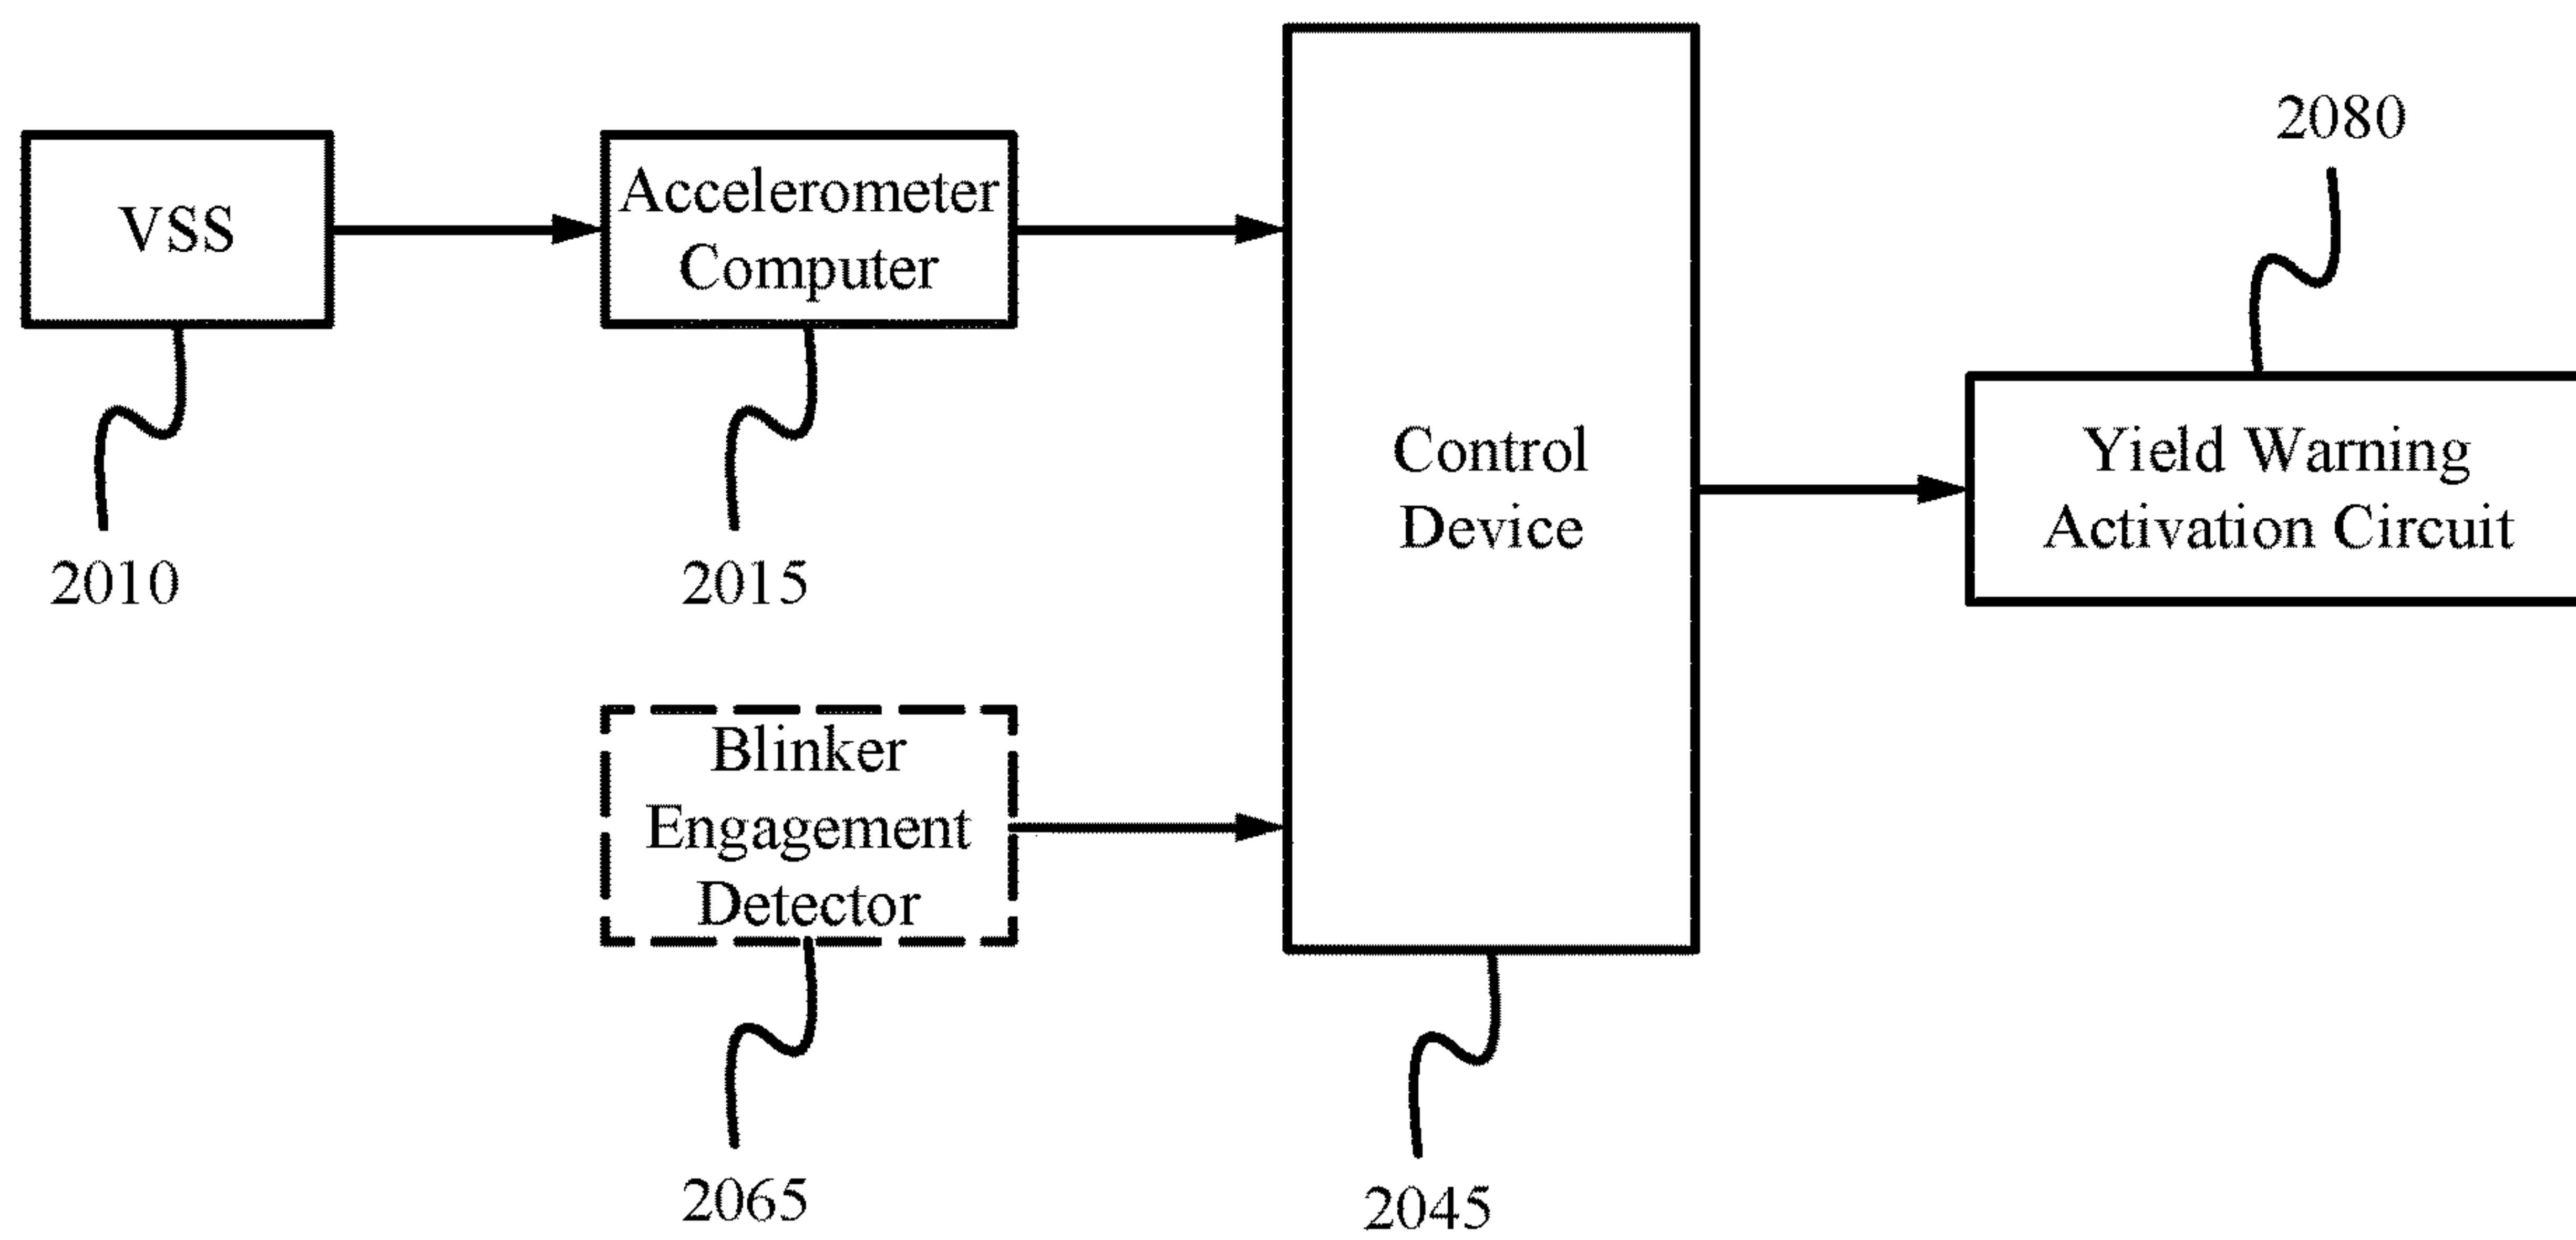 2080
VSS
Accelerometer
Computer
Control
Device
Yield Warning
Activation Circuit
2010
2015
Blinker
Engagement
Detector
2065
2045